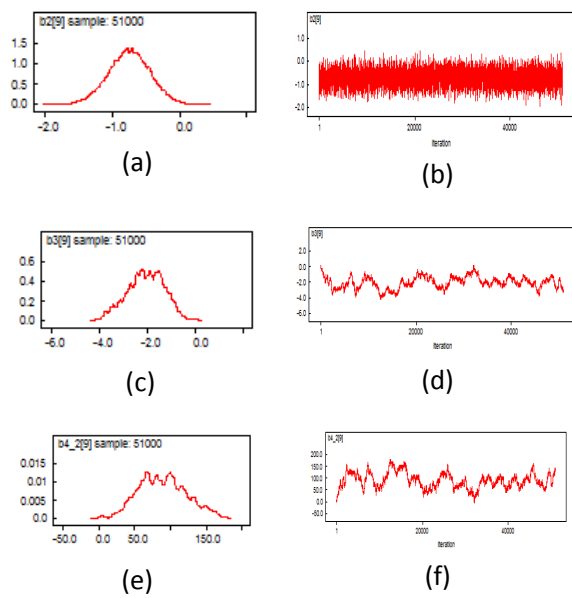 b2[9] sample: 51000
1.5
1.0
0.5
0.0
-2.0 -1.0 0.0
(a)
b2[9]
1.0
0.0
-1.0
-2.0
1 20000 40000
iteration
(b)
b3[9] sample: 51000
0.6
0.4
0.2
0.0
-6.0 -4.0 -2.0 0.0
(c)
b3[9]
2.0
0.0
-2.0
-4.0
-6.0
1 20000 40000
iteration
(d)
b4_2[9] sample: 51000
0.015
0.01
0.005
0.0
-50.0 0.0 50.0 150.0
(e)
b4_2[9]
200.0
150.0
100.0
50.0
0.0
-50.0
1 20000 40000
iteration
(f)